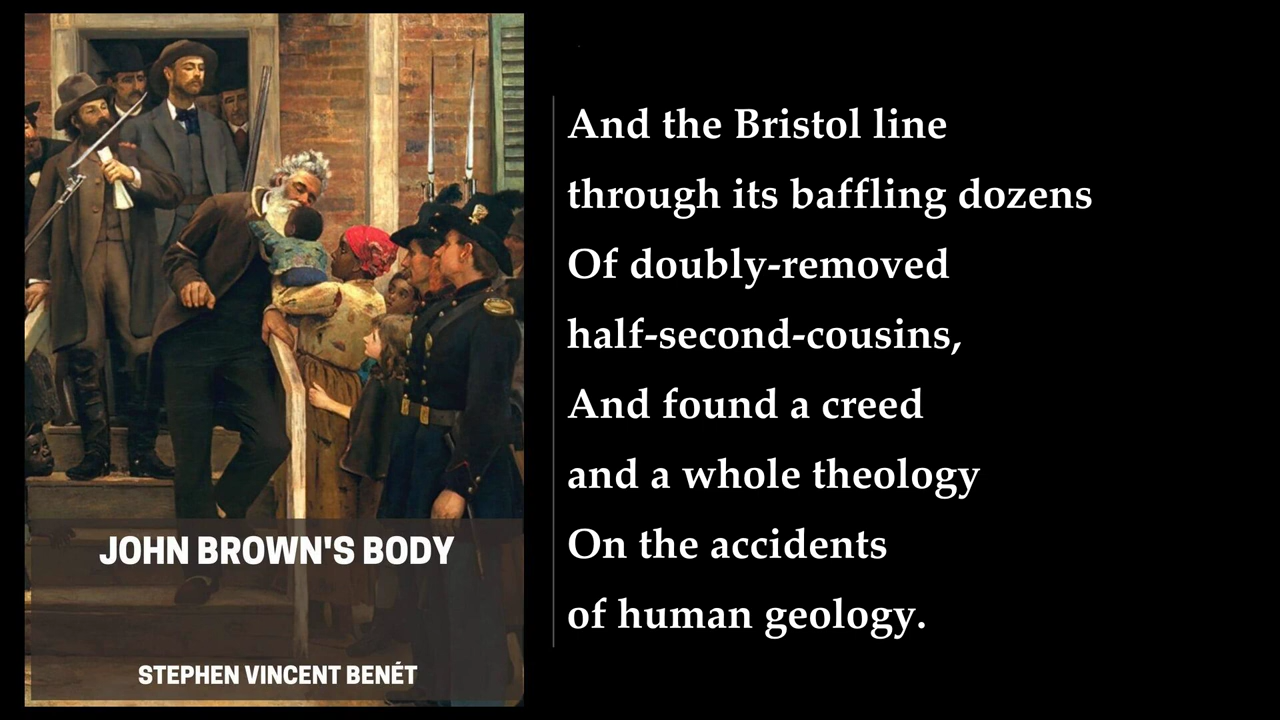 JOHN BROWN'S BODY
STEPHEN VINCENT BENÉT
And the Bristol line
through its baffling dozens
Of doubly-removed
half-second-cousins,
And found a creed
and a whole theology
On the accidents
of human geology.